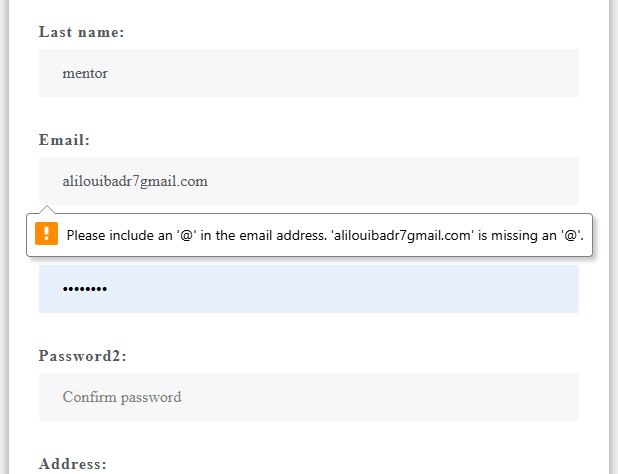 Last name:
mentor
Email:
alilouibadr7gmail.com
Please include an '@' in the email address. 'alilouibadr7gmail.com' is missing an '@'.
••••••••
Password2:
Confirm password
Address: